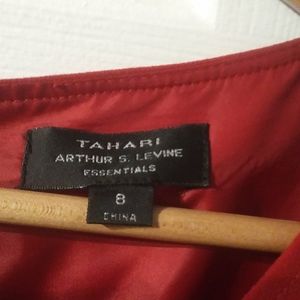 TAHARI
ARTHUR S. LEVINE
ESSENTIALS
8
CHINA